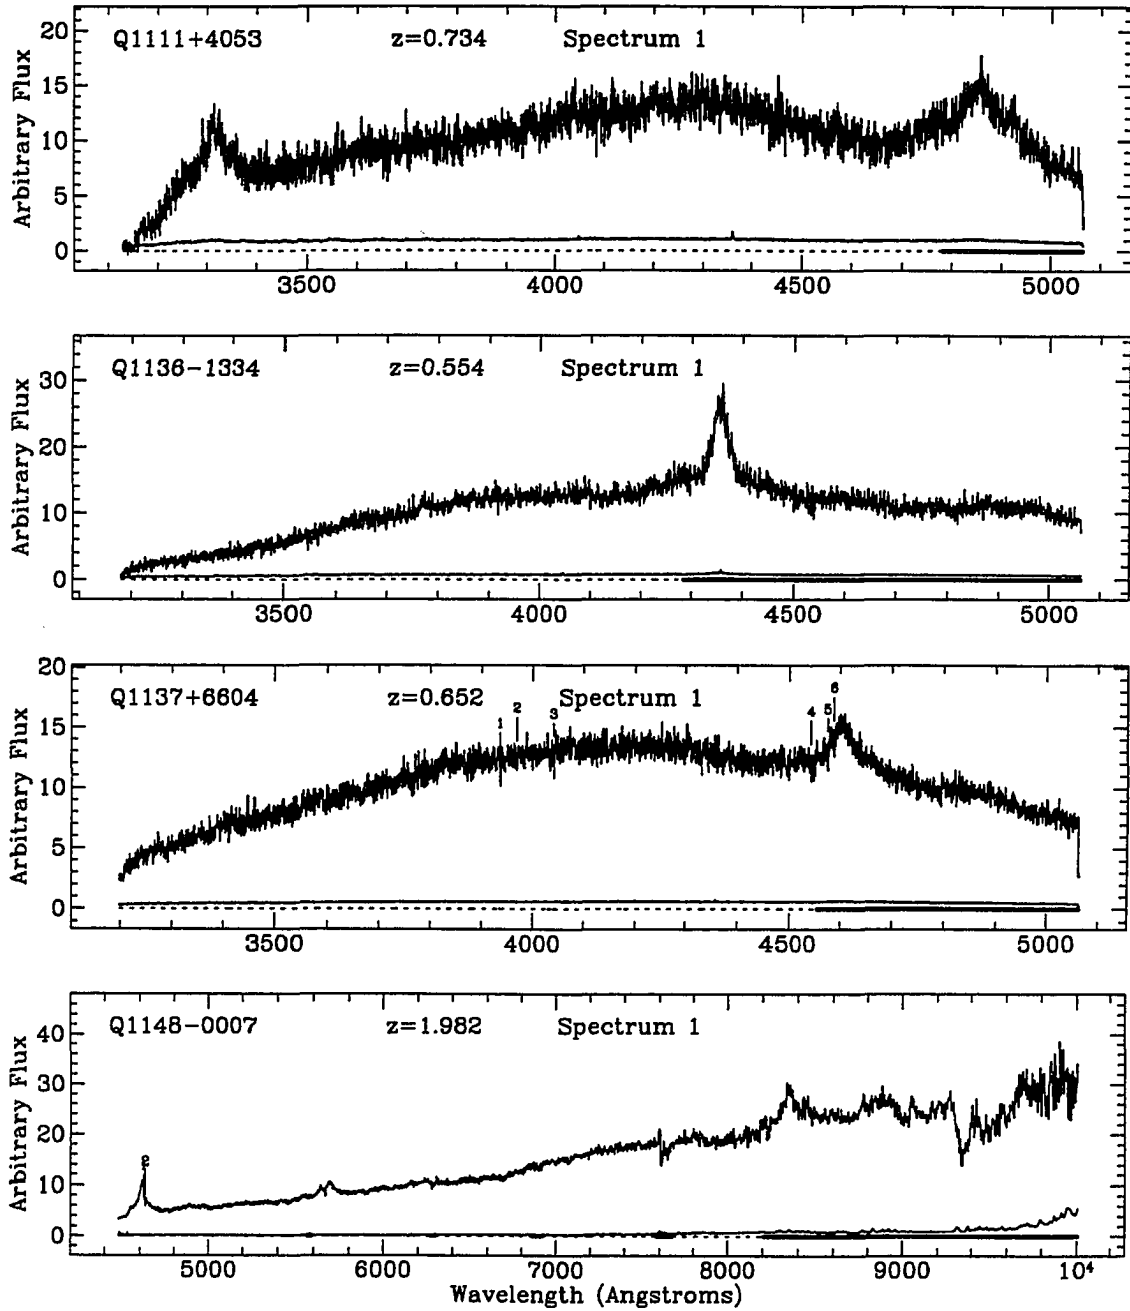 Q1111+4053 z=0.734 Spectrum 1
Arbitrary Flux
20
15
10
5
0
3500 4000 4500 5000
Q1136-1334 z=0.554 Spectrum 1
Arbitrary Flux
30
20
10
0
3500 4000 4500 5000
Q1137+6604 z=0.652 Spectrum 1
Arbitrary Flux
20
15
10
5
0
1 2 3 4 5 6
3500 4000 4500 5000
Q1148-0007 z=1.982 Spectrum 1
Arbitrary Flux
40
30
20
10
0
2
5000 6000 7000 8000 9000 10⁴
Wavelength (Angstroms)